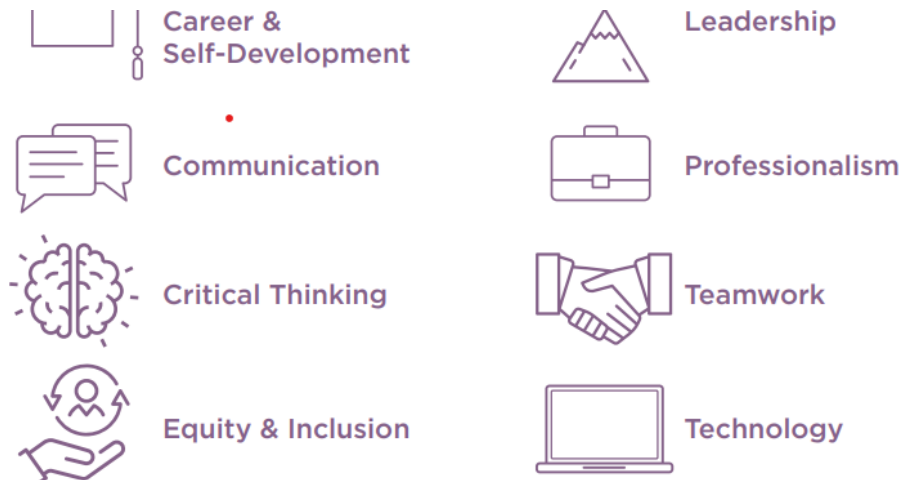 Career &
Self-Development
Leadership
Communication
Professionalism
Critical Thinking
Teamwork
Equity & Inclusion
Technology